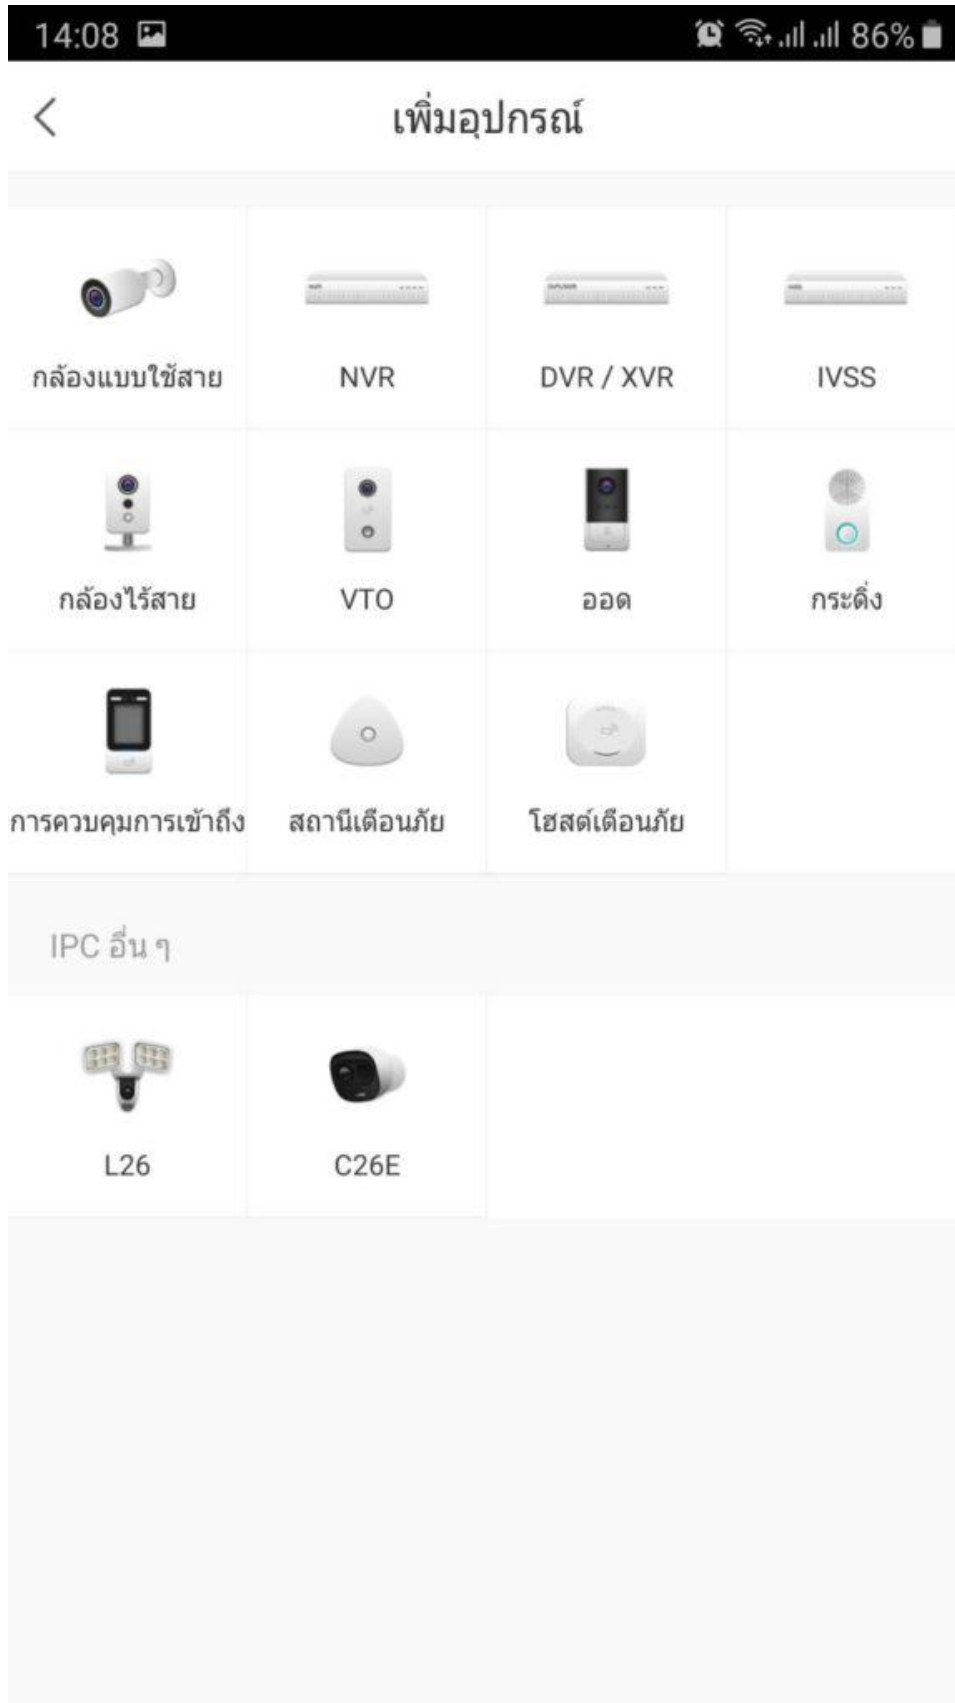 14:08 86%
เพิ่มอุปกรณ์
กล้องแบบใช้สาย NVR DVR / XVR IVSS
กล้องไร้สาย VTO ออด กระดิ่ง
การควบคุมการเข้าถึง สถานีเตือนภัย โฮสต์เตือนภัย
IPC อื่น ๆ
L26 C26E